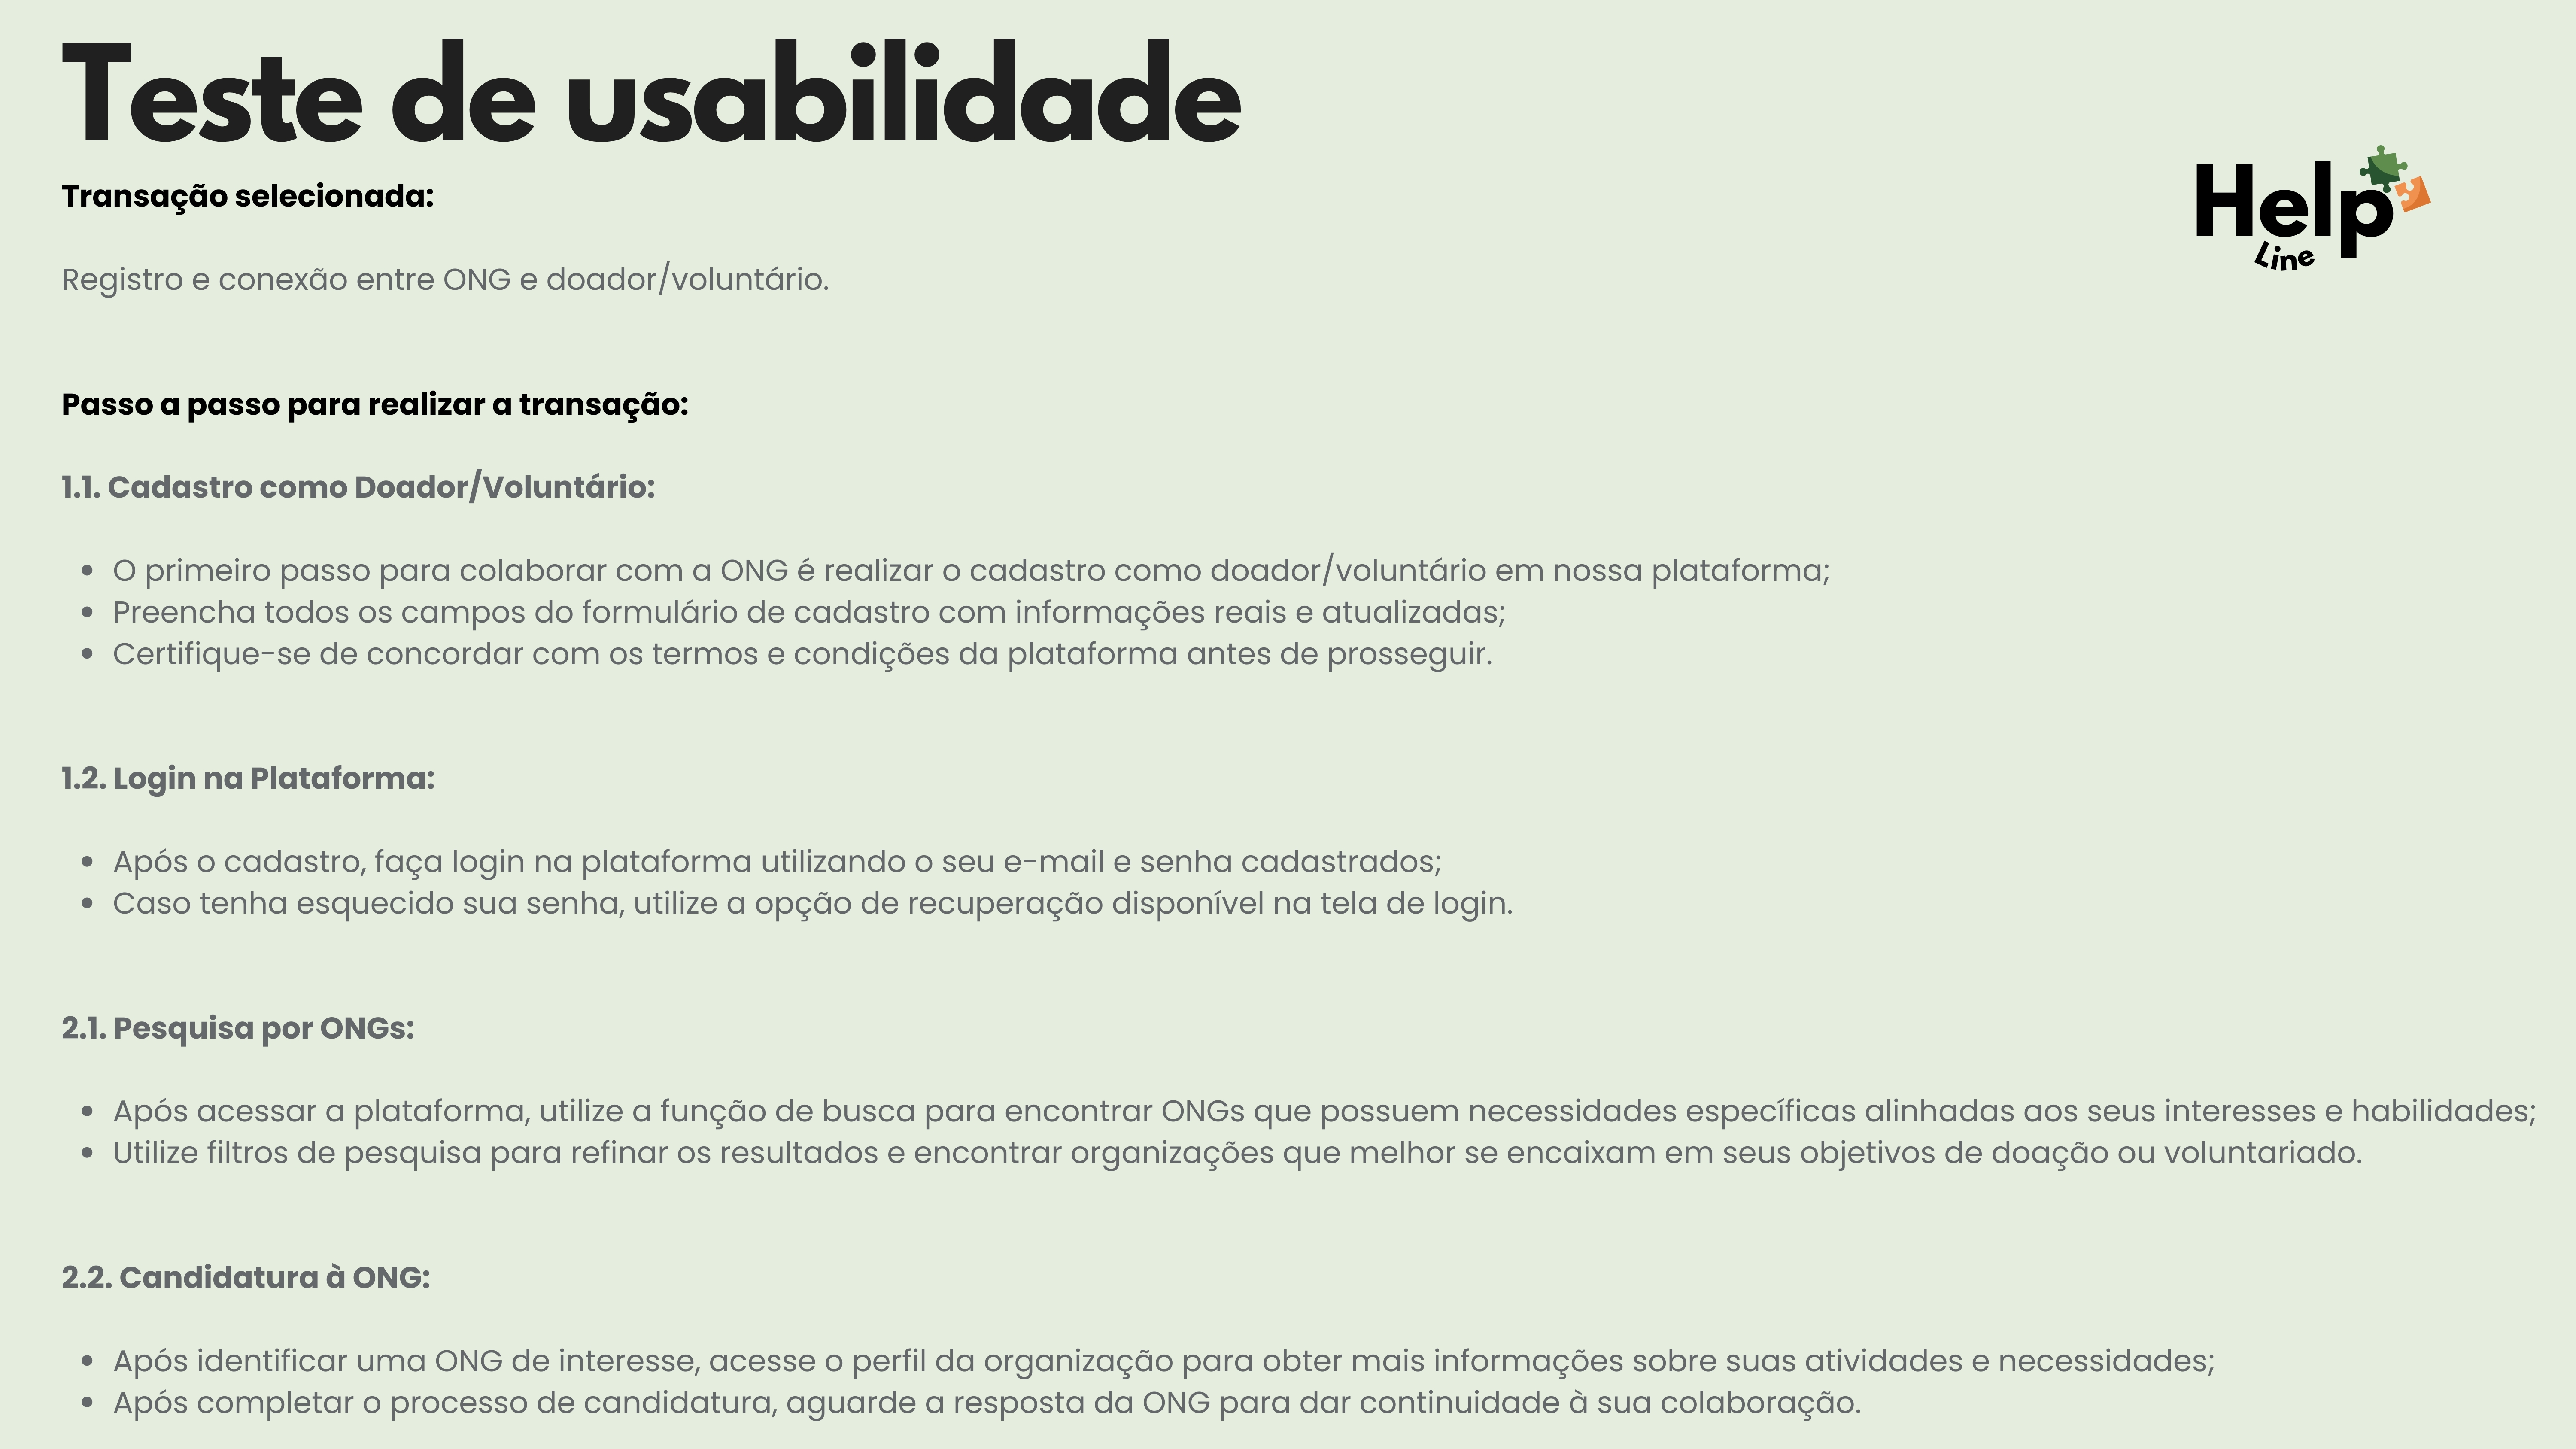 Teste de usabilidade
Help
Line
Transação selecionada:
Registro e conexão entre ONG e doador/voluntário.
Passo a passo para realizar a transação:
1.1. Cadastro como Doador/Voluntário:
• O primeiro passo para colaborar com a ONG é realizar o cadastro como doador/voluntário em nossa plataforma;
• Preencha todos os campos do formulário de cadastro com informações reais e atualizadas;
• Certifique-se de concordar com os termos e condições da plataforma antes de prosseguir.
1.2. Login na Plataforma:
• Após o cadastro, faça login na plataforma utilizando o seu e-mail e senha cadastrados;
• Caso tenha esquecido sua senha, utilize a opção de recuperação disponível na tela de login.
2.1. Pesquisa por ONGs:
• Após acessar a plataforma, utilize a função de busca para encontrar ONGs que possuem necessidades específicas alinhadas aos seus interesses e habilidades;
• Utilize filtros de pesquisa para refinar os resultados e encontrar organizações que melhor se encaixam em seus objetivos de doação ou voluntariado.
2.2. Candidatura à ONG:
• Após identificar uma ONG de interesse, acesse o perfil da organização para obter mais informações sobre suas atividades e necessidades;
• Após completar o processo de candidatura, aguarde a resposta da ONG para dar continuidade à sua colaboração.